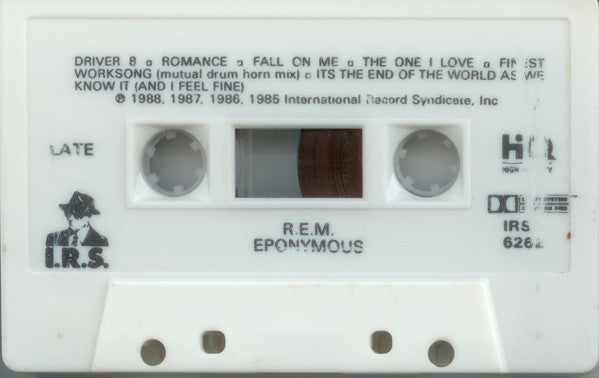 DRIVER 8 ▫ ROMANCE ▫ FALL ON ME ▫ THE ONE I LOVE ▫ FINEST
WORKSONG (mutual drum horn mix) ▫ ITS THE END OF THE WORLD AS WE
KNOW IT (AND I FEEL FINE)
℗ 1988, 1987, 1986, 1985 International Record Syndicate, Inc
LATE
HiQ
HIGH
R.E.M.
EPONYMOUS
I.R.S.
IRS
6262